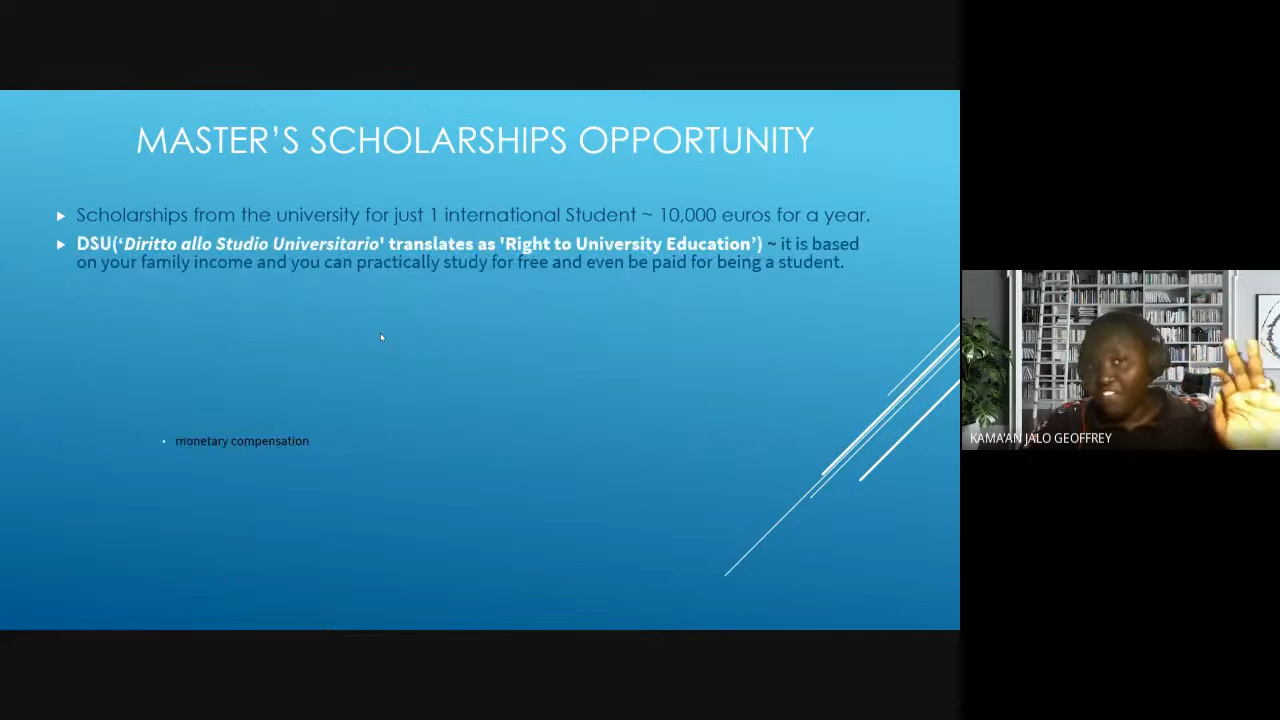 MASTER’S SCHOLARSHIPS OPPORTUNITY
Scholarships from the university for just 1 international Student ~ 10,000 euros for a year.
DSU(‘Diritto allo Studio Universitario' translates as 'Right to University Education’) ~ it is based
on your family income and you can practically study for free and even be paid for being a student.
monetary compensation
KAMA'AN JALO GEOFFREY